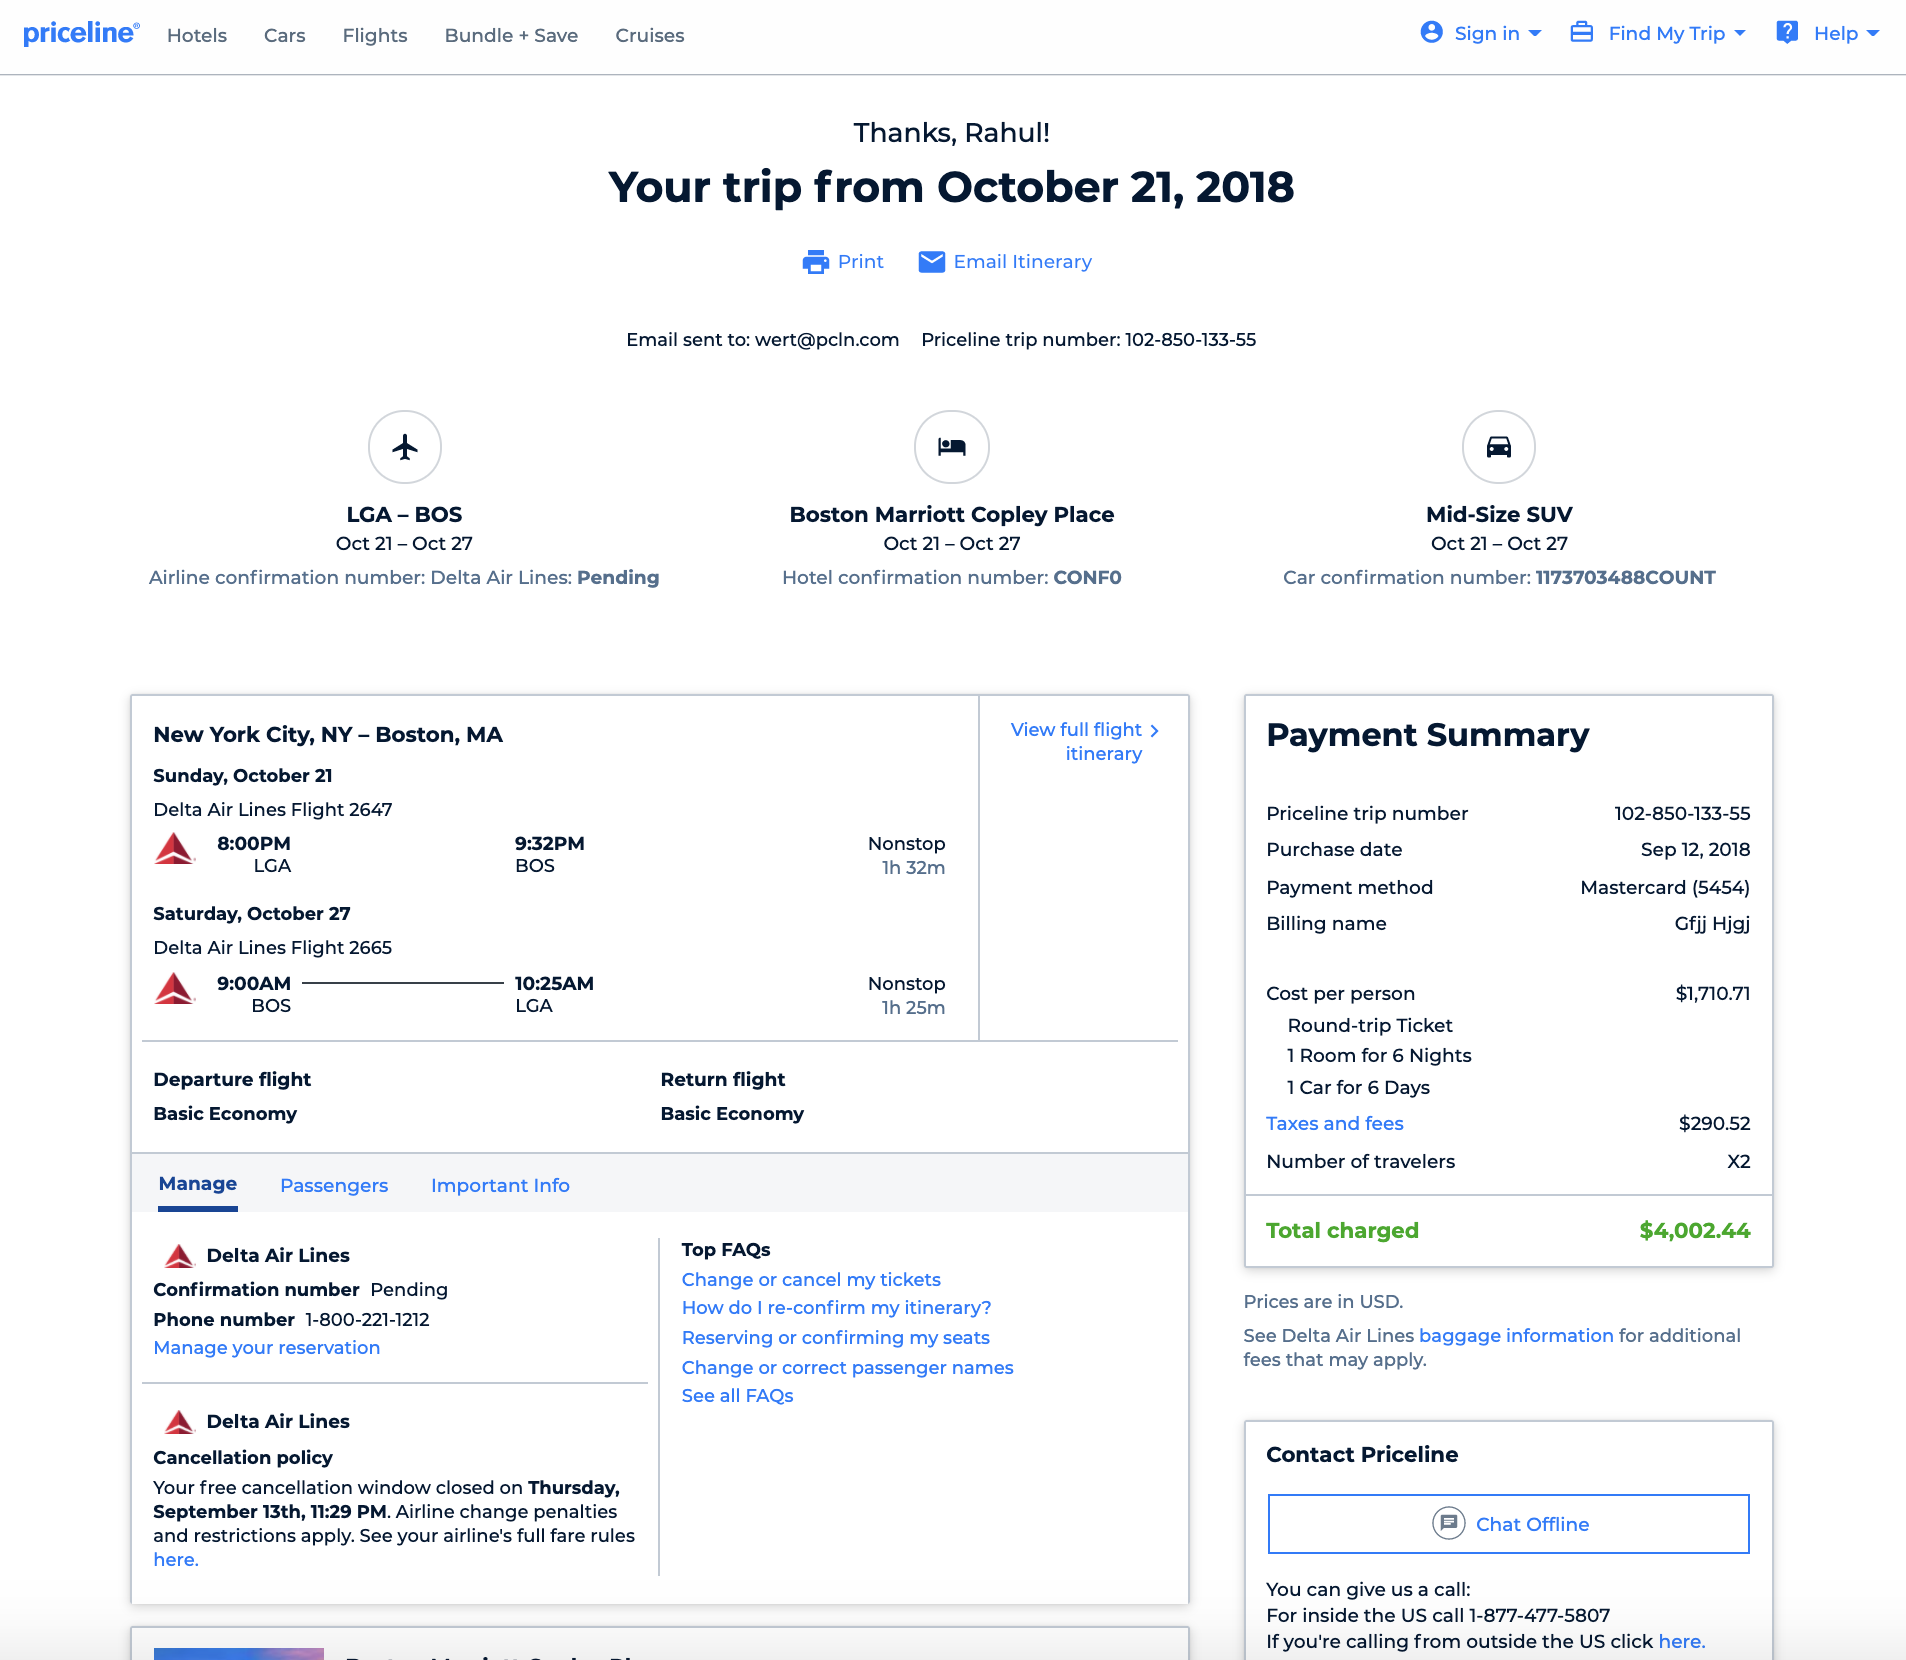 priceline®
Hotels Cars Flights Bundle + Save Cruises
Sign in Find My Trip Help
Thanks, Rahul!
Your trip from October 21, 2018
Print Email Itinerary
Email sent to: wert@pcln.com Priceline trip number: 102-850-133-55
LGA – BOS
Oct 21 – Oct 27
Airline confirmation number: Delta Air Lines: Pending
Boston Marriott Copley Place
Oct 21 – Oct 27
Hotel confirmation number: CONF0
Mid-Size SUV
Oct 21 – Oct 27
Car confirmation number: 1173703488COUNT
New York City, NY – Boston, MA
View full flight
itinerary
Sunday, October 21
Delta Air Lines Flight 2647
8:00PM 9:32PM Nonstop
LGA BOS 1h 32m
Saturday, October 27
Delta Air Lines Flight 2665
9:00AM 10:25AM Nonstop
BOS LGA 1h 25m
Departure flight Return flight
Basic Economy Basic Economy
Manage Passengers Important Info
Delta Air Lines
Confirmation number Pending
Phone number 1-800-221-1212
Manage your reservation
Delta Air Lines
Cancellation policy
Your free cancellation window closed on Thursday,
September 13th, 11:29 PM. Airline change penalties
and restrictions apply. See your airline's full fare rules
here.
Top FAQs
Change or cancel my tickets
How do I re-confirm my itinerary?
Reserving or confirming my seats
Change or correct passenger names
See all FAQs
Payment Summary
Priceline trip number 102-850-133-55
Purchase date Sep 12, 2018
Payment method Mastercard (5454)
Billing name Gfjj Hjgj
Cost per person $1,710.71
Round-trip Ticket
1 Room for 6 Nights
1 Car for 6 Days
Taxes and fees $290.52
Number of travelers X2
Total charged $4,002.44
Prices are in USD.
See Delta Air Lines baggage information for additional
fees that may apply.
Contact Priceline
Chat Offline
You can give us a call:
For inside the US call 1-877-477-5807
If you're calling from outside the US click here.